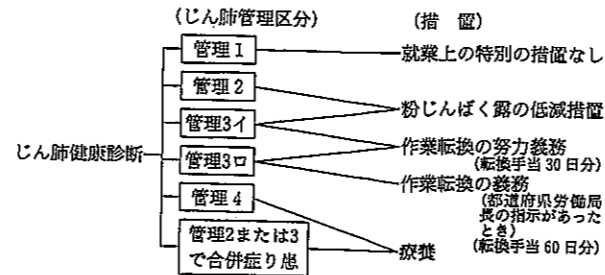 （じん肺管理区分）
（措　置）
じん肺健康診断
管理１
就業上の特別の措置なし
管理２
粉じんばく露の低減措置
管理3イ
作業転換の努力義務
（転換手当30日分）
管理3ロ
作業転換の義務
（都道府県労働局
長の指示があった
とき）
（転換手当60日分）
管理４
療養
管理２または３
で合併症り患